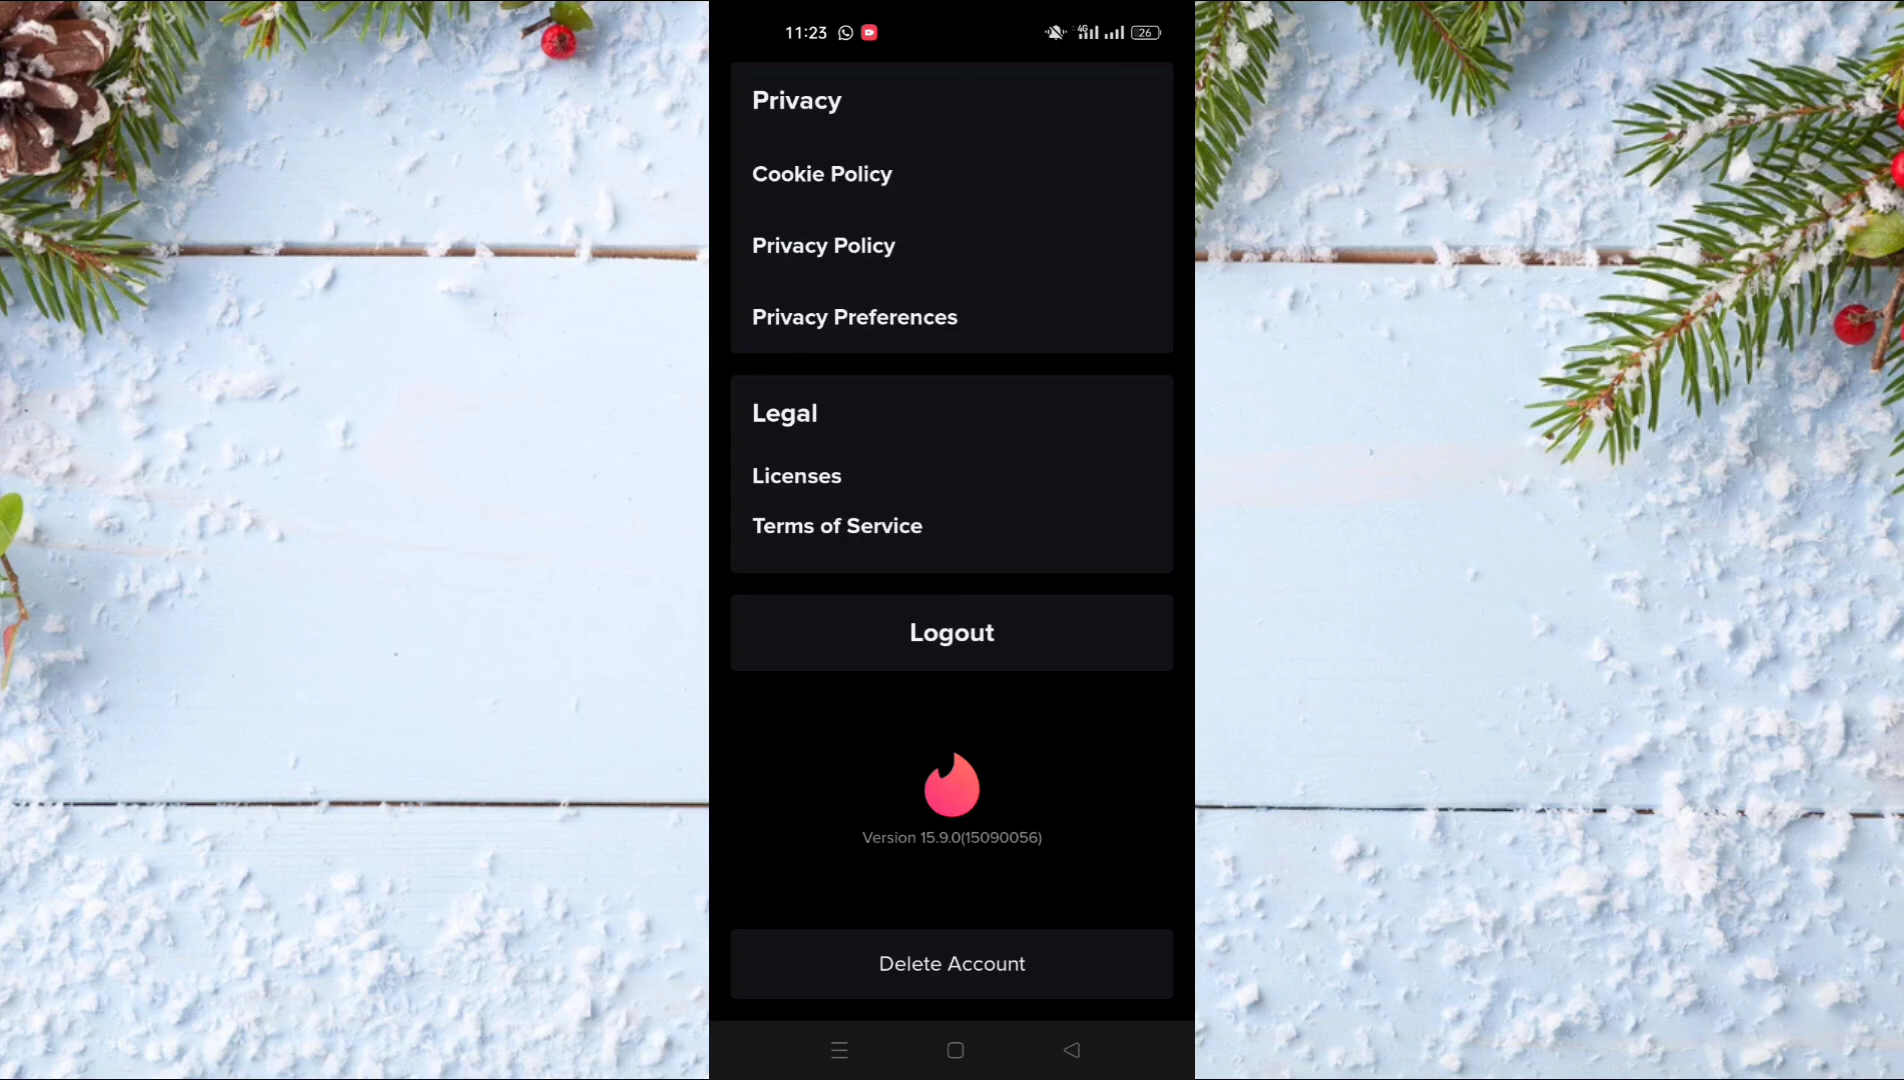 11:23
4G
26
Privacy
Cookie Policy
Privacy Policy
Privacy Preferences
Legal
Licenses
Terms of Service
Logout
Version 15.9.0(15090056)
Delete Account